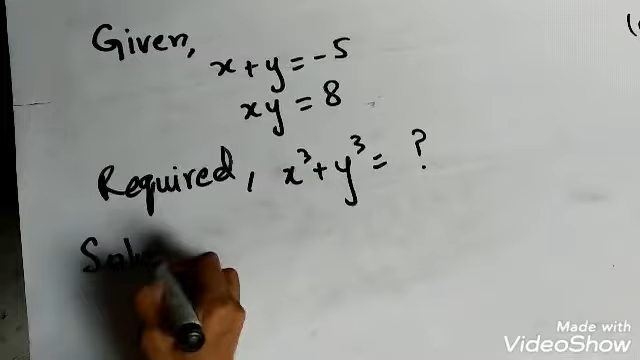 Given,
x + y = -5
xy = 8
Required, x³ + y³ = ?
Made with
VideoShow